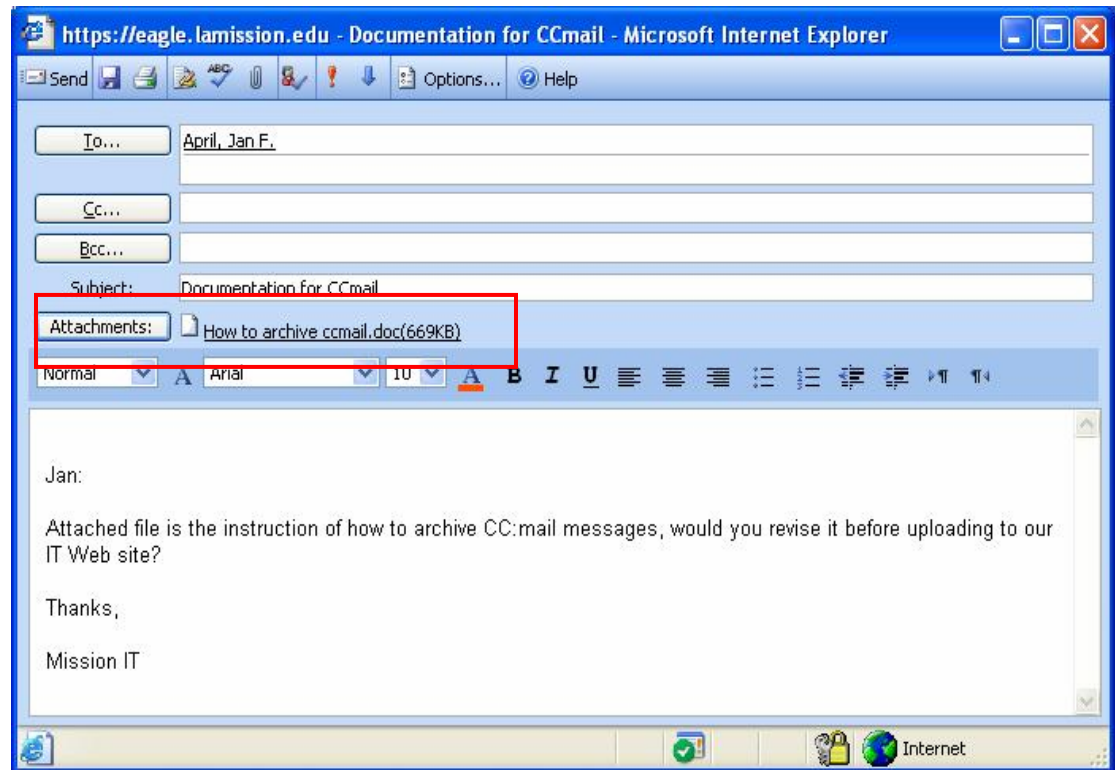 https://eagle.lamission.edu - Documentation for CCmail - Microsoft Internet Explorer
Send ABC Options... Help
To... April, Jan F.
Cc...
Bcc...
Subject: Documentation for CCmail
Attachments: How to archive ccmail.doc(669KB)
Normal A Arial 10 A B I U
Jan:
Attached file is the instruction of how to archive CC:mail messages, would you revise it before uploading to our
IT Web site?
Thanks,
Mission IT
Internet